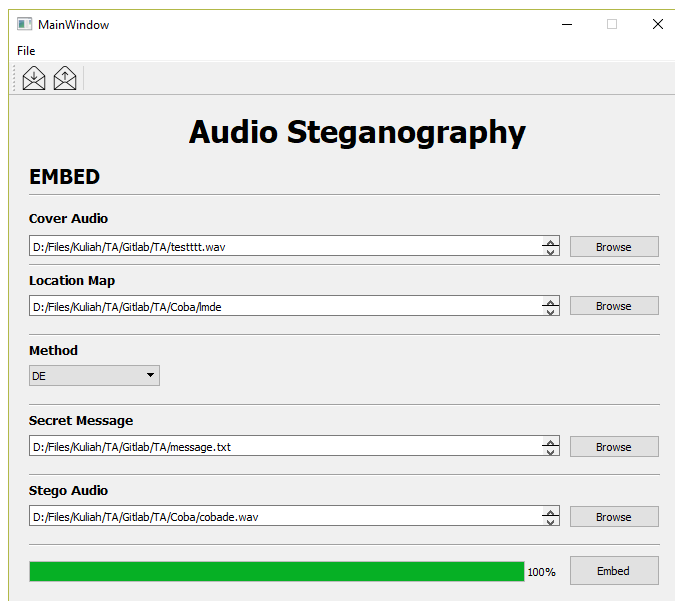 MainWindow
File
Audio Steganography
EMBED
Cover Audio
D:/Files/Kuliah/TA/Gitlab/TA/testttt.wav
Browse
Location Map
D:/Files/Kuliah/TA/Gitlab/TA/Coba/lmde
Browse
Method
DE
Secret Message
D:/Files/Kuliah/TA/Gitlab/TA/message.txt
Browse
Stego Audio
D:/Files/Kuliah/TA/Gitlab/TA/Coba/cobade.wav
Browse
100%
Embed